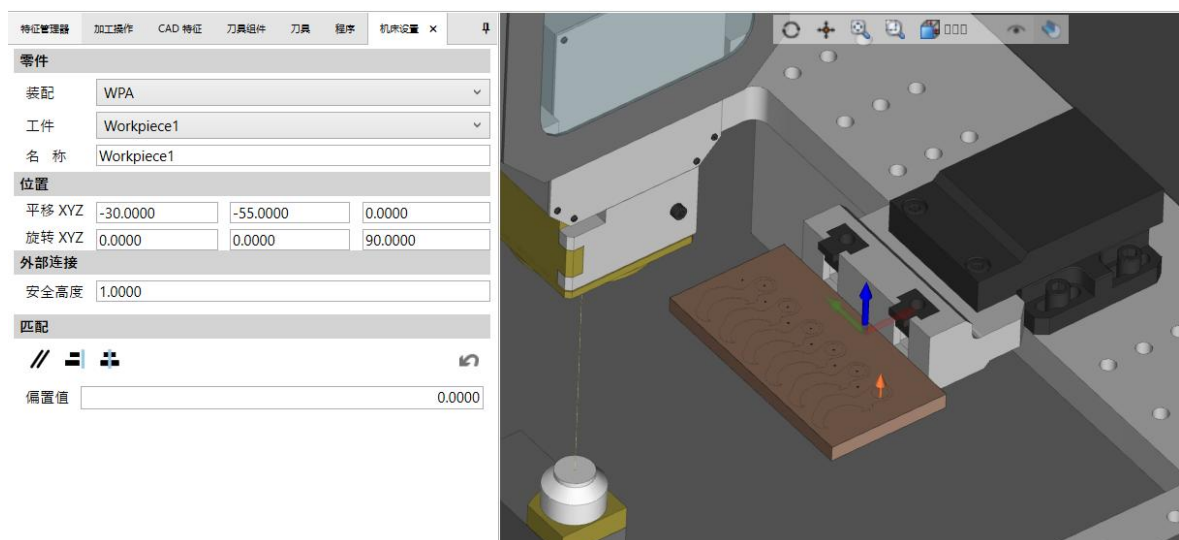 特征管理器 加工操作 CAD 特征 刀具组件 刀具 程序 机床设置 ×
零件
装配 WPA
工件 Workpiece1
名 称 Workpiece1
位置
平移 XYZ -30.0000 -55.0000 0.0000
旋转 XYZ 0.0000 0.0000 90.0000
外部连接
安全高度 1.0000
匹配
偏置值 0.0000